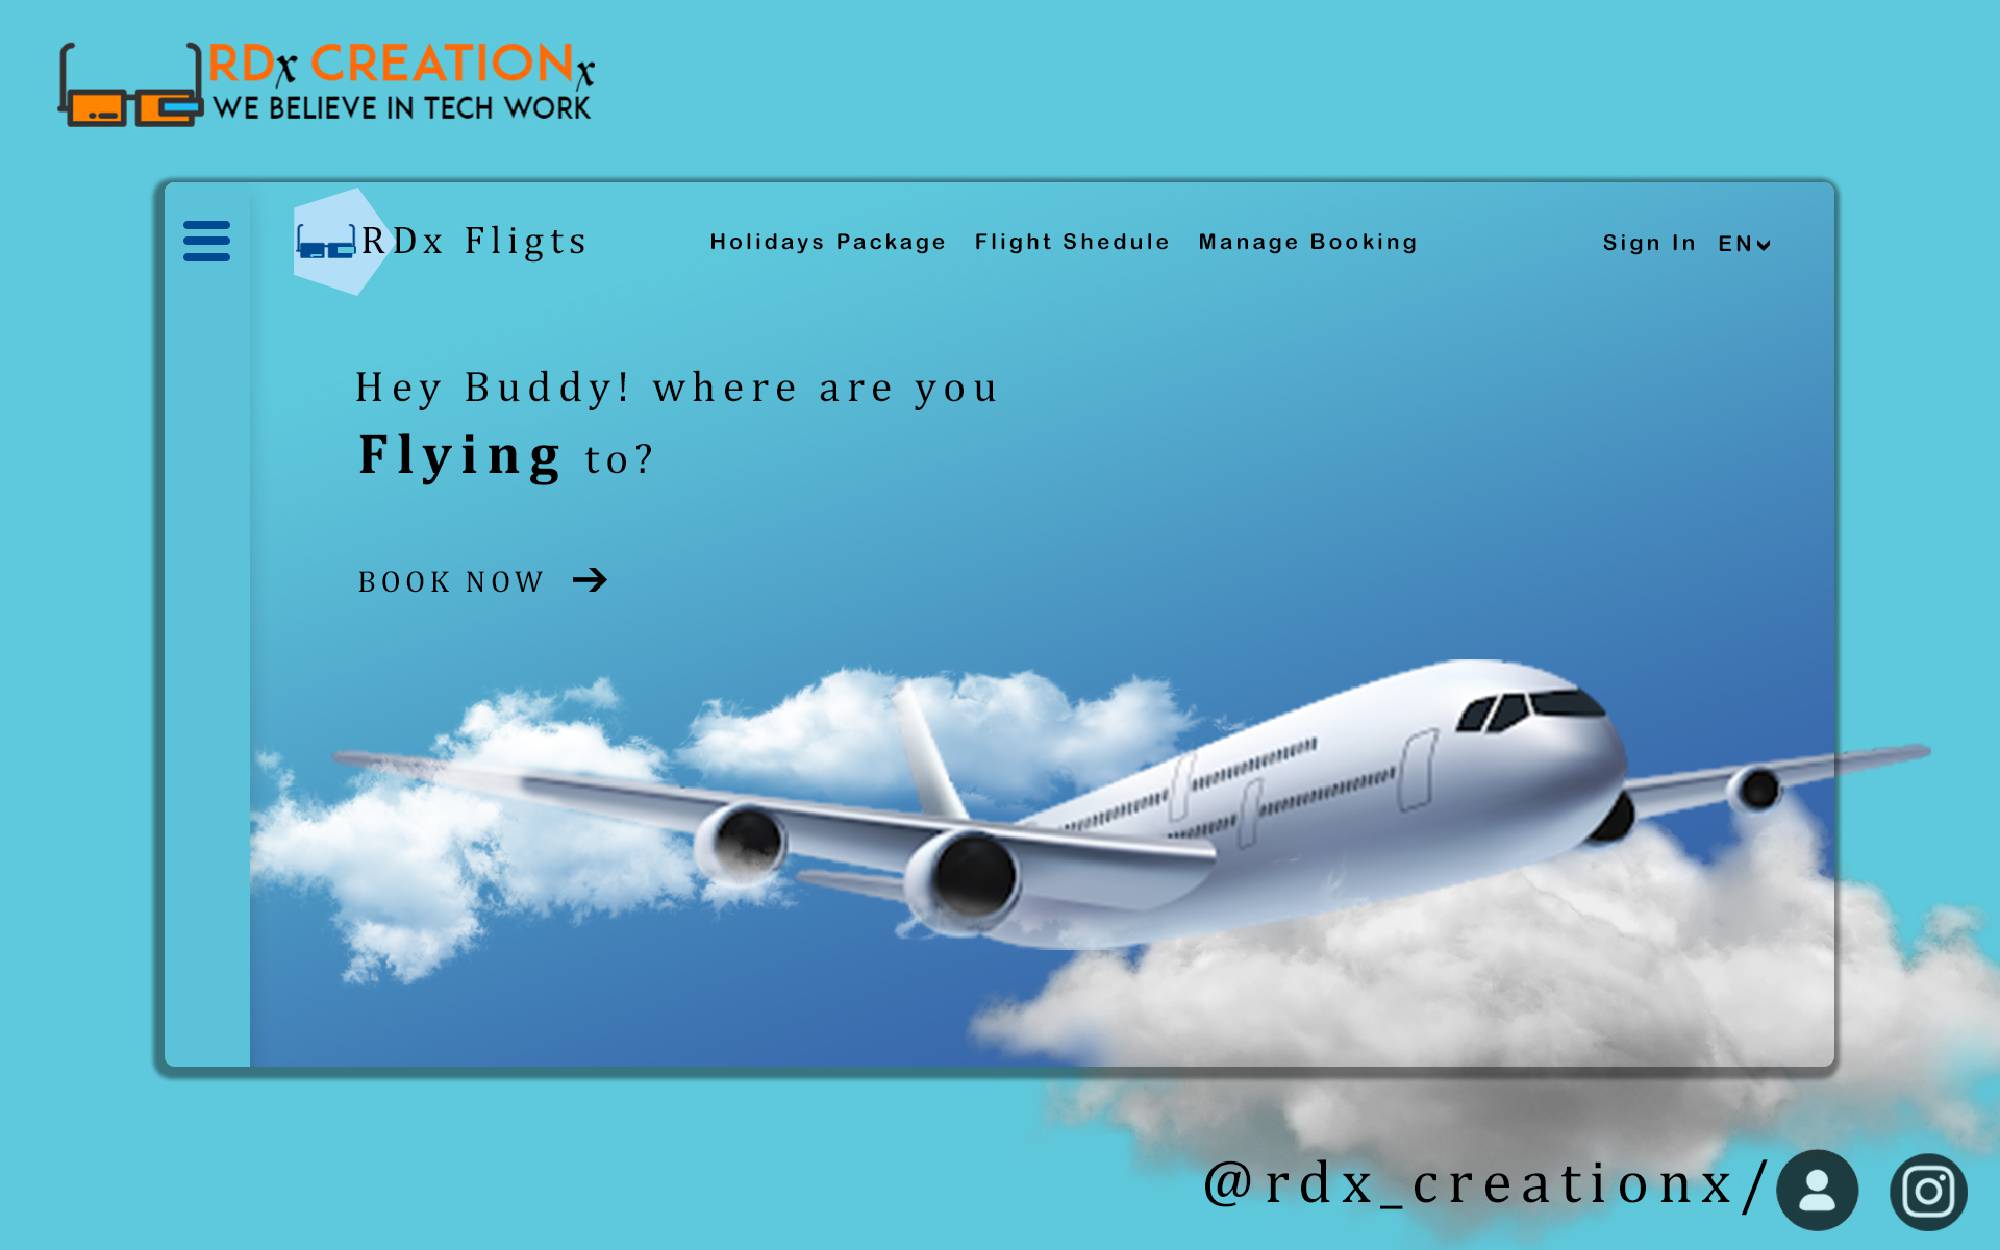 RDx CREATIONx
WE BELIEVE IN TECH WORK
RDx Fligts
Holidays Package Flight Shedule Manage Booking
Sign In EN
Hey Buddy! where are you
Flying to?
BOOK NOW →
@rdx_creationx/